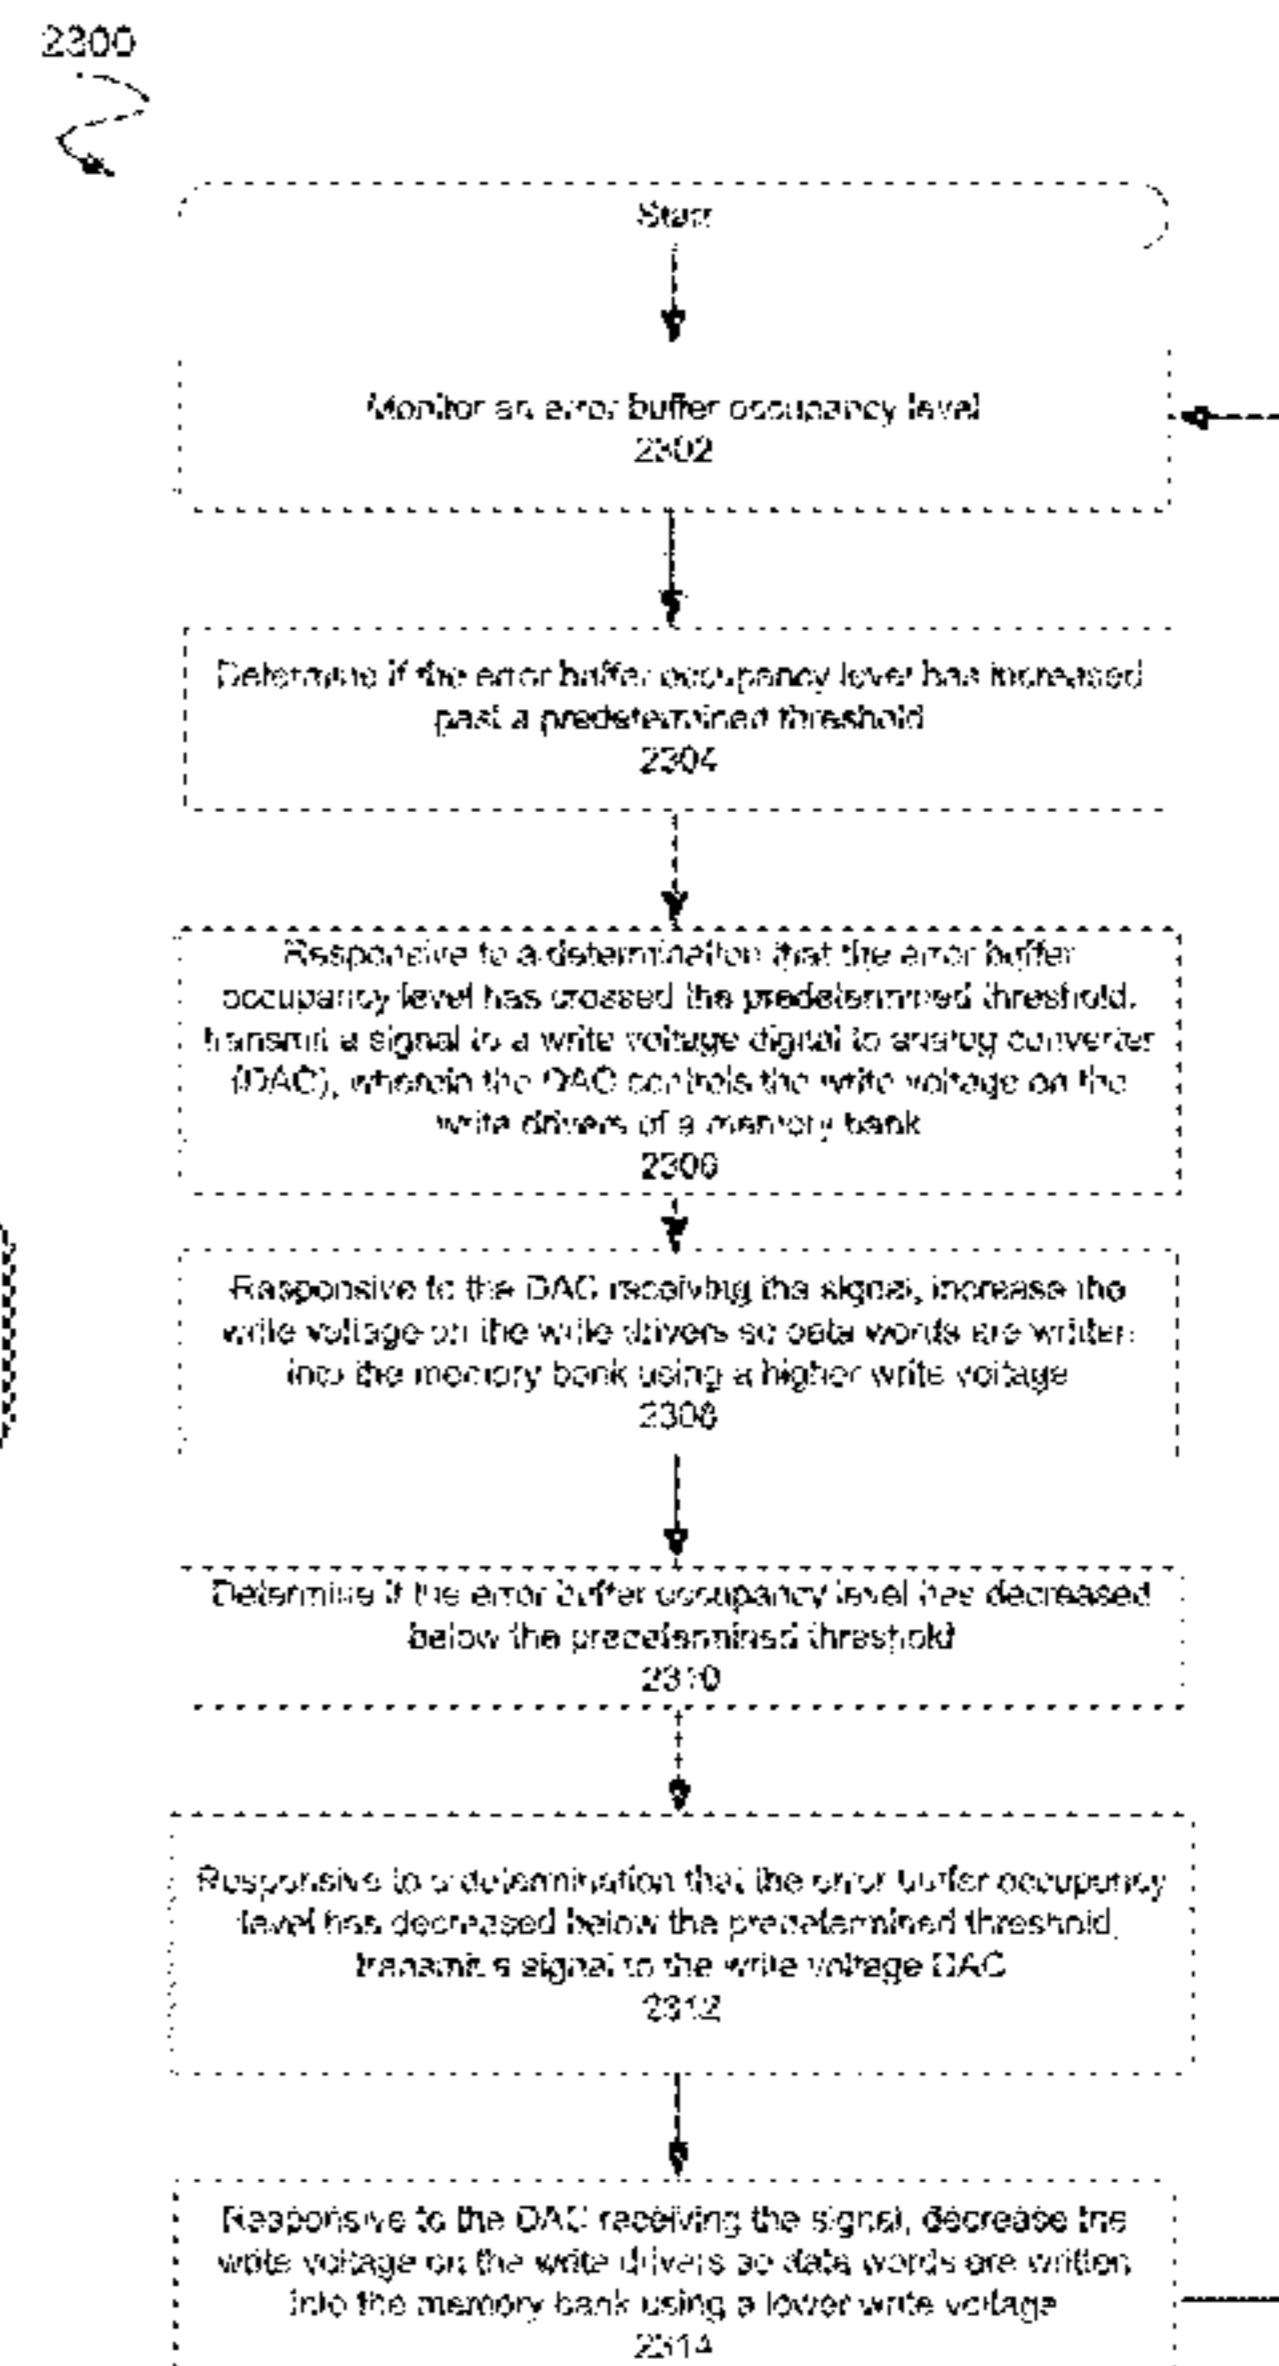 2300
Start
Monitor an error buffer occupancy level
2302
Determine if the error buffer occupancy level has increased
past a predetermined threshold
2304
Responsive to a determination that the error buffer
occupancy level has crossed the predetermined threshold,
transmit a signal to a write voltage digital to analog converter
(DAC), wherein the DAC controls the write voltage on the
write drivers of a memory bank
2306
Responsive to the DAC receiving the signal, increase the
write voltage on the write drivers so data words are written
into the memory bank using a higher write voltage
2308
Determine if the error buffer occupancy level has decreased
below the predetermined threshold
2310
Responsive to a determination that the error buffer occupancy
level has decreased below the predetermined threshold,
transmit a signal to the write voltage DAC
2312
Responsive to the DAC receiving the signal, decrease the
write voltage on the write drivers so data words are written
into the memory bank using a lower write voltage
2314